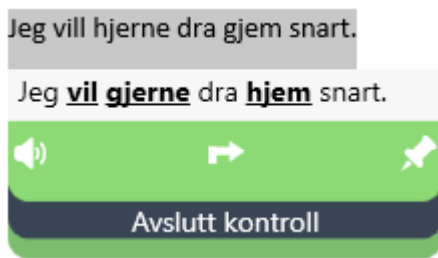 Jeg vill hjerne dra gjem snart.
Jeg vil gjerne dra hjem snart.
Avslutt kontroll